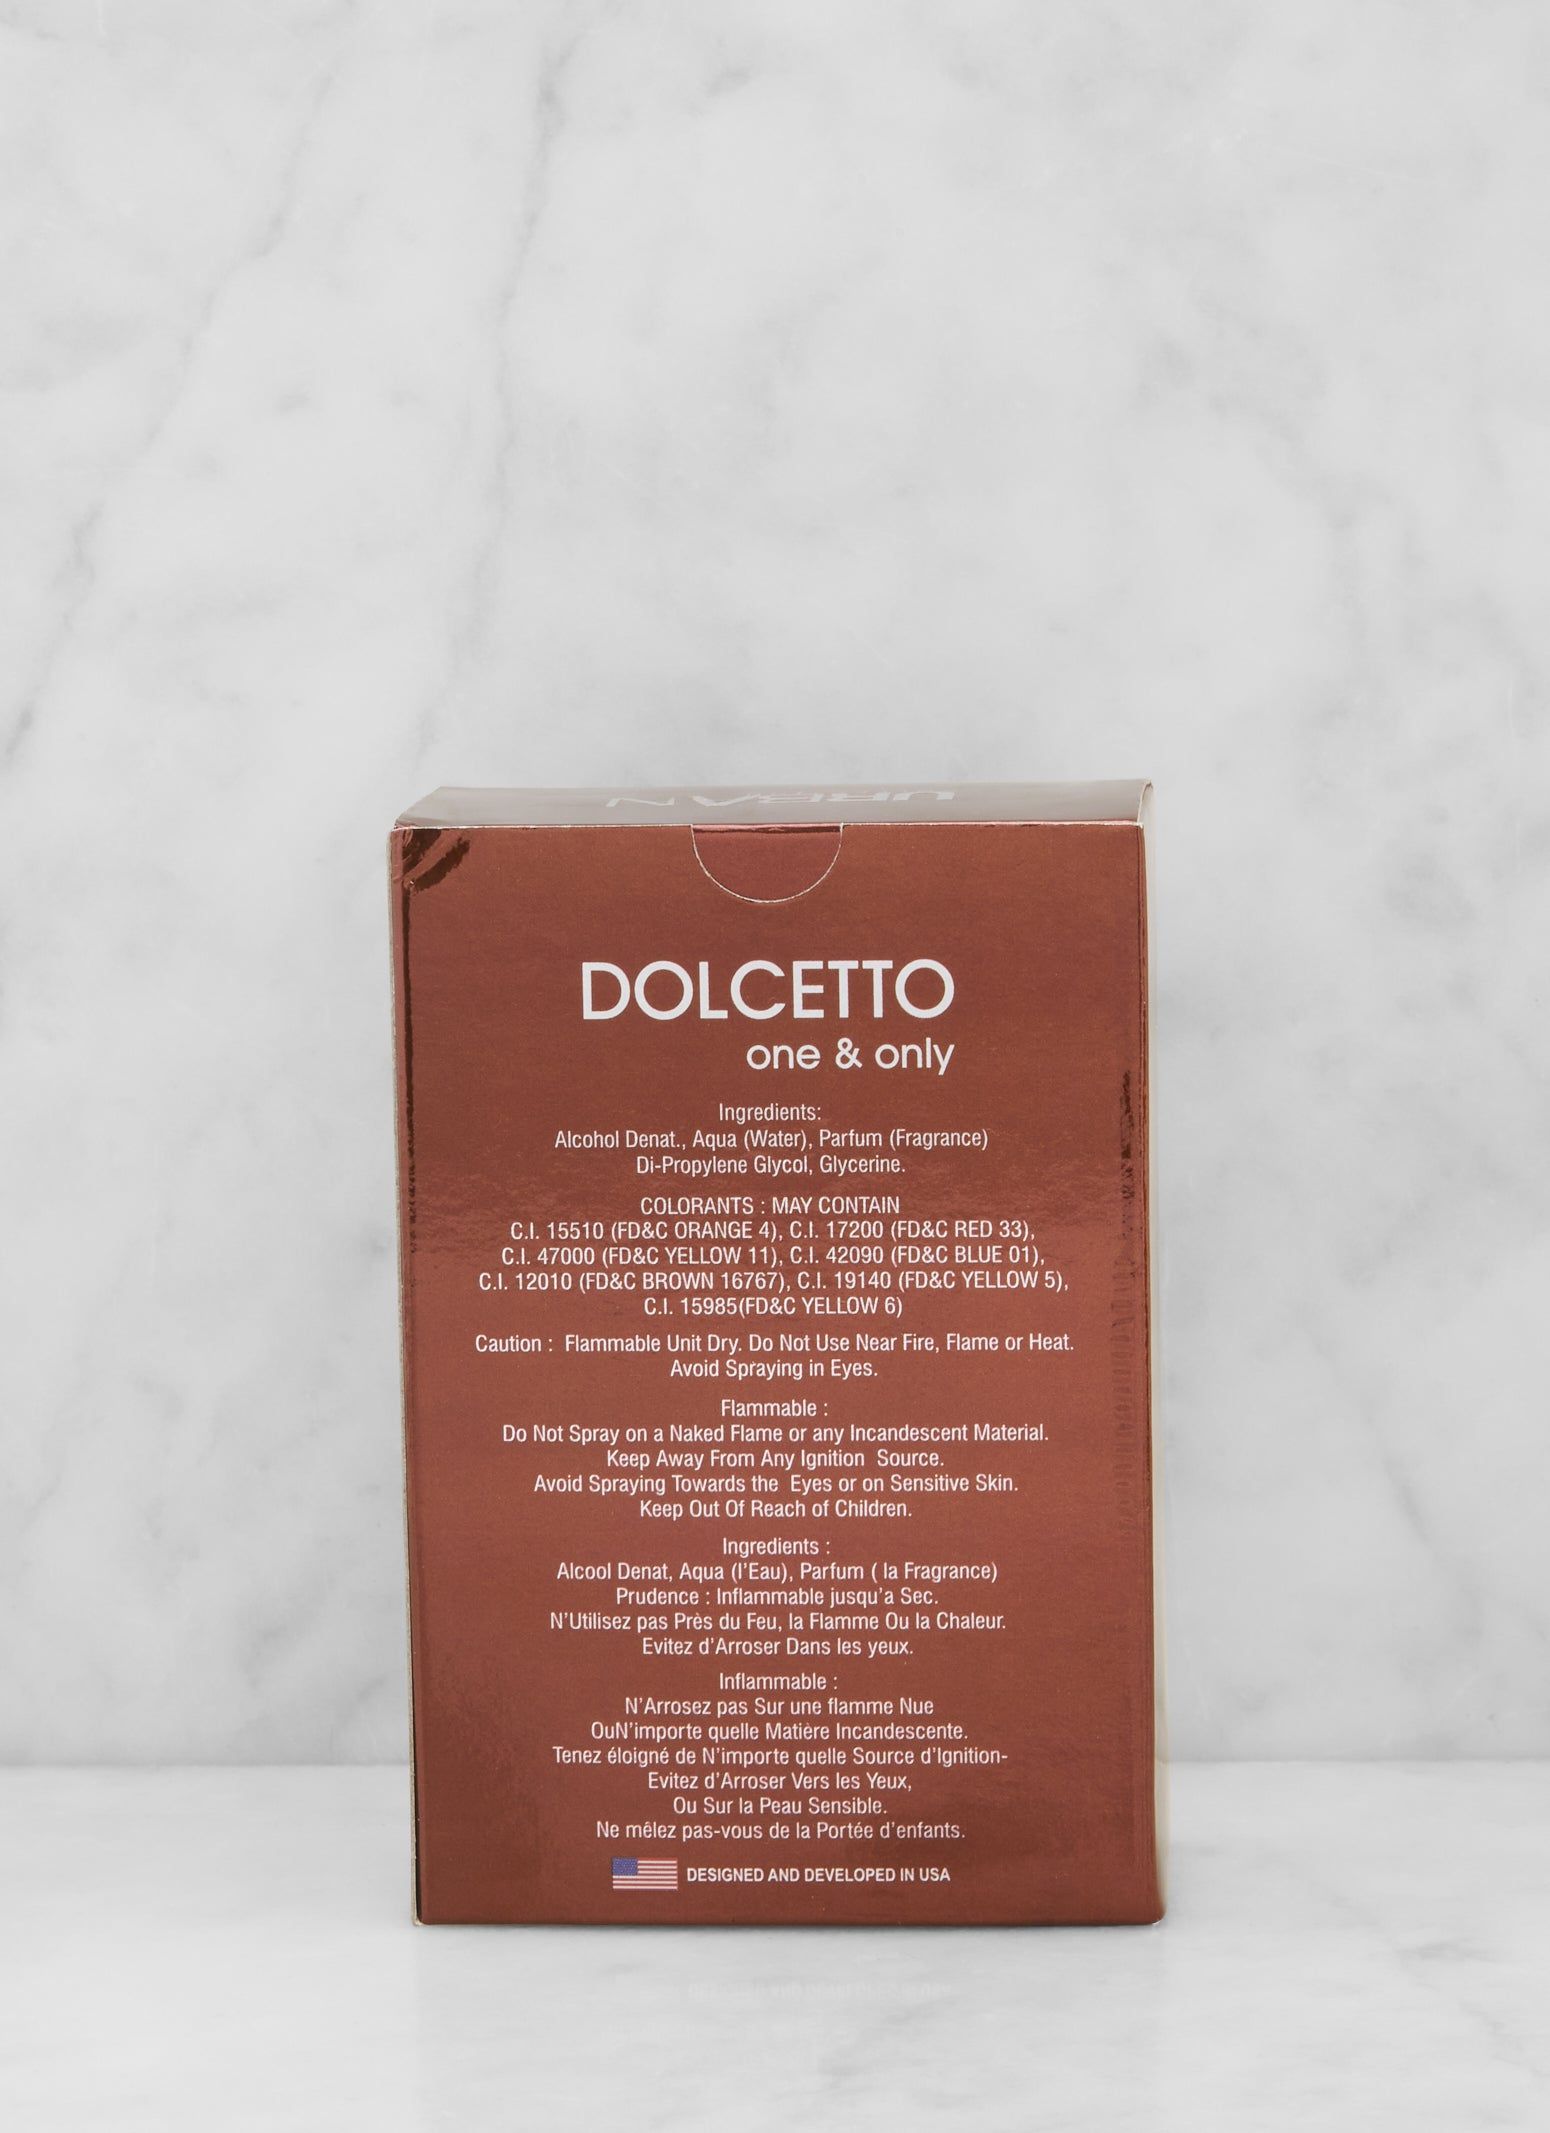 URBAN
DOLCETTO
one & only
Ingredients:
Alcohol Denat., Aqua (Water), Parfum (Fragrance)
Di-Propylene Glycol, Glycerine.
COLORANTS : MAY CONTAIN
C.I. 15510 (FD&C ORANGE 4), C.I. 17200 (FD&C RED 33),
C.I. 47000 (FD&C YELLOW 11), C.I. 42090 (FD&C BLUE 01),
C.I. 12010 (FD&C BROWN 16767), C.I. 19140 (FD&C YELLOW 5),
C.I. 15985(FD&C YELLOW 6)
Caution : Flammable Unit Dry. Do Not Use Near Fire, Flame or Heat.
Avoid Spraying in Eyes.
Flammable :
Do Not Spray on a Naked Flame or any Incandescent Material.
Keep Away From Any Ignition Source.
Avoid Spraying Towards the Eyes or on Sensitive Skin.
Keep Out Of Reach of Children.
Ingredients :
Alcool Denat, Aqua (l'Eau), Parfum ( la Fragrance)
Prudence : Inflammable jusqu'a Sec.
N'Utilisez pas Près du Feu, la Flamme Ou la Chaleur.
Evitez d'Arroser Dans les yeux.
Inflammable :
N'Arrosez pas Sur une flamme Nue
OuN'importe quelle Matière Incandescente.
Tenez éloigné de N'importe quelle Source d'Ignition-
Evitez d'Arroser Vers les Yeux,
Ou Sur la Peau Sensible.
Ne mêlez pas-vous de la Portée d'enfants.
DESIGNED AND DEVELOPED IN USA